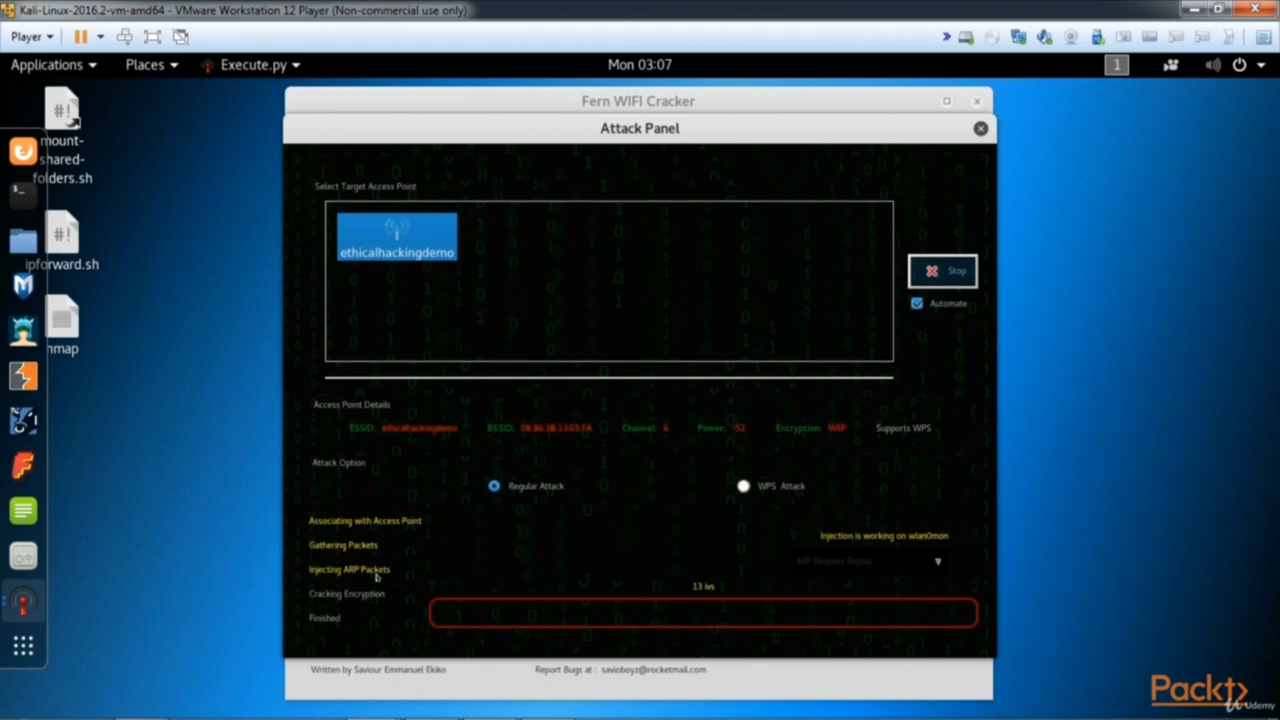 Kali-Linux-2016.2-vm-amd64 - VMware Workstation 12 Player (Non-commercial use only)
Player
Applications Places Execute.py Mon 03:07 1
#!
mount-
shared-
folders.sh
#!
ipforward.sh
nmap
Fern WIFI Cracker
Attack Panel
Select Target Access Point
ethicalhackingdemo
Stop
Automate
Access Point Details
ESSID: ethicalhackingdemo BSSID: Channel: 6 Power: -52 Encryption: WEP Supports WPS
Attack Option
Regular Attack WPS Attack
Associating with Access Point
Injection is working on wlan0mon
Gathering Packets
ARP Request Replay
Injecting ARP Packets
13 ivs
Cracking Encryption
Finished
Written by Saviour Emmanuel Ekiko Report Bugs at : savioboyz@rocketmail.com
Packt
Udemy